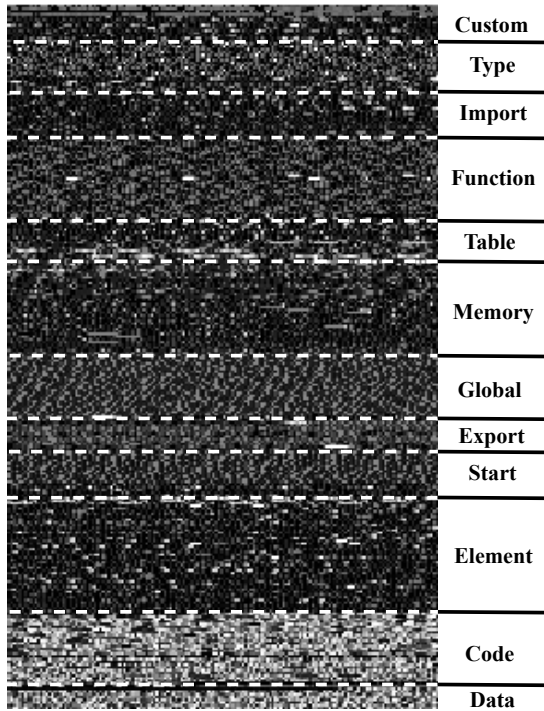 Custom
Type
Import
Function
Table
Memory
Global
Export
Start
Element
Code
Data